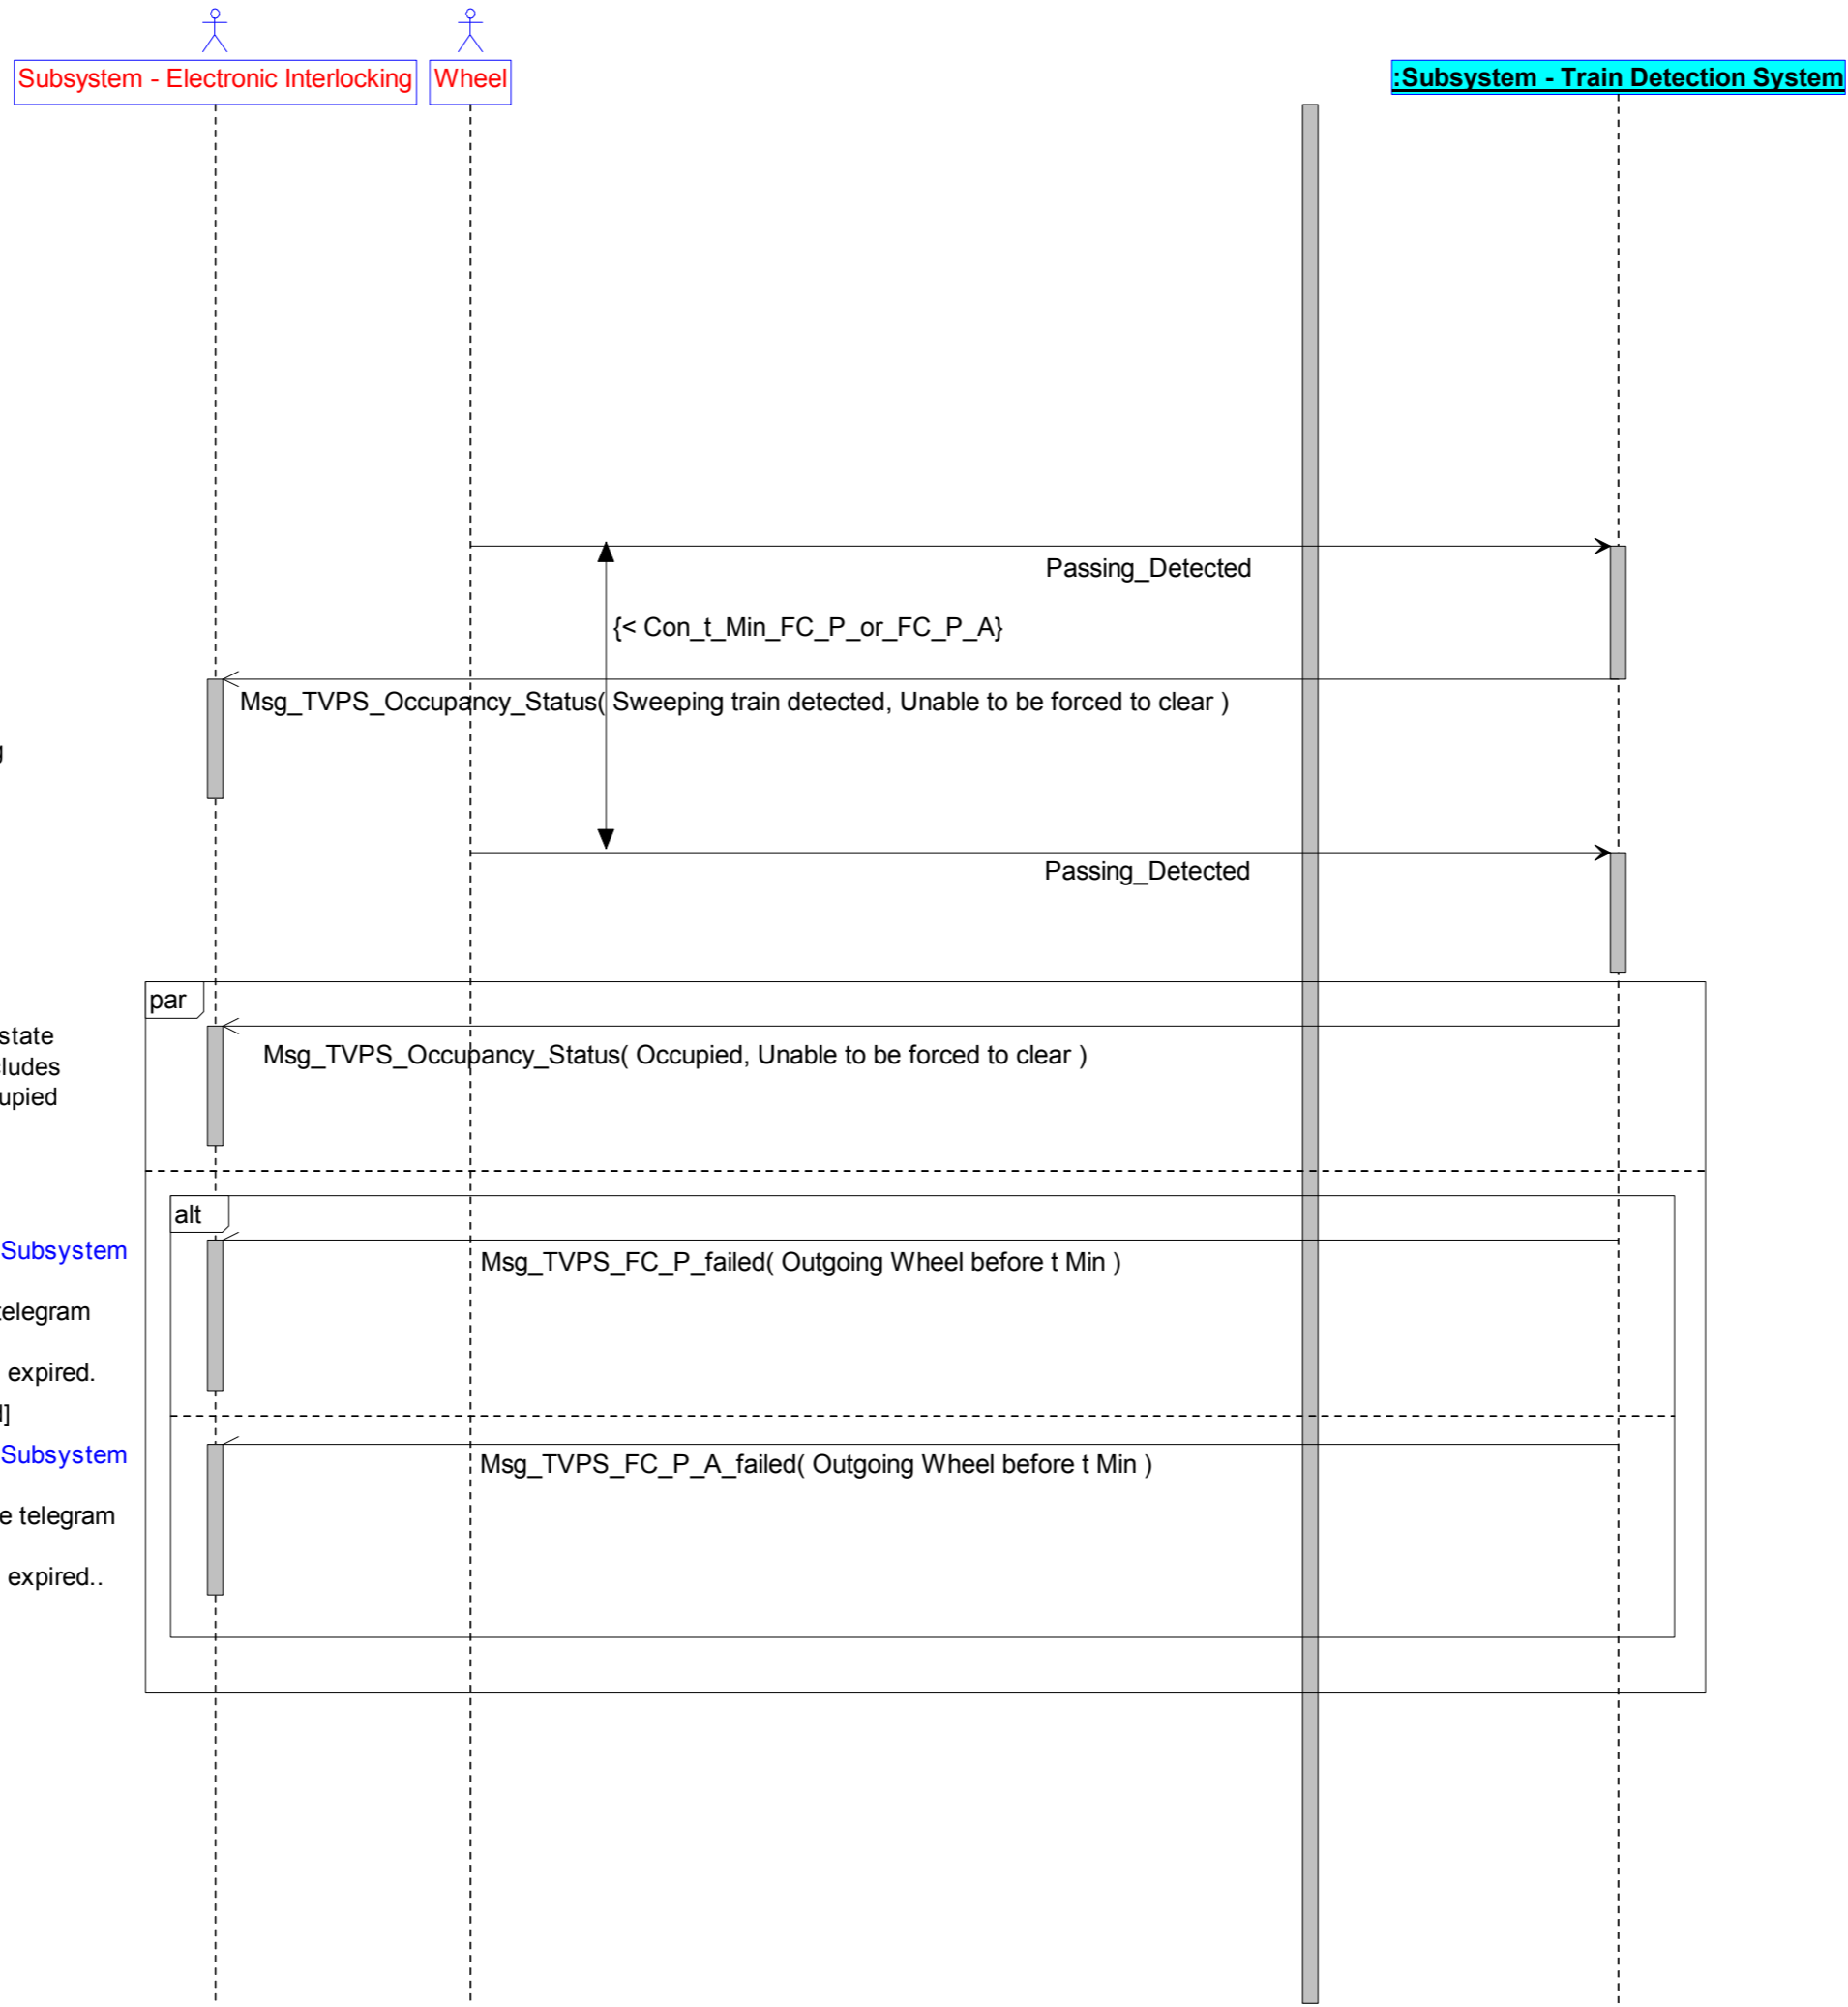 Subsystem - Electronic Interlocking
Wheel
:Subsystem - Train Detection System
Passing_Detected
{< Con_t_Min_FC_P_or_FC_P_A}
Msg_TVPS_Occupancy_Status( Sweeping train detected, Unable to be forced to clear )
g
Passing_Detected
par
state
Msg_TVPS_Occupancy_Status( Occupied, Unable to be forced to clear )
cludes
upied
alt
Subsystem
Msg_TVPS_FC_P_failed( Outgoing Wheel before t Min )
telegram
expired.
]
Subsystem
Msg_TVPS_FC_P_A_failed( Outgoing Wheel before t Min )
e telegram
expired..